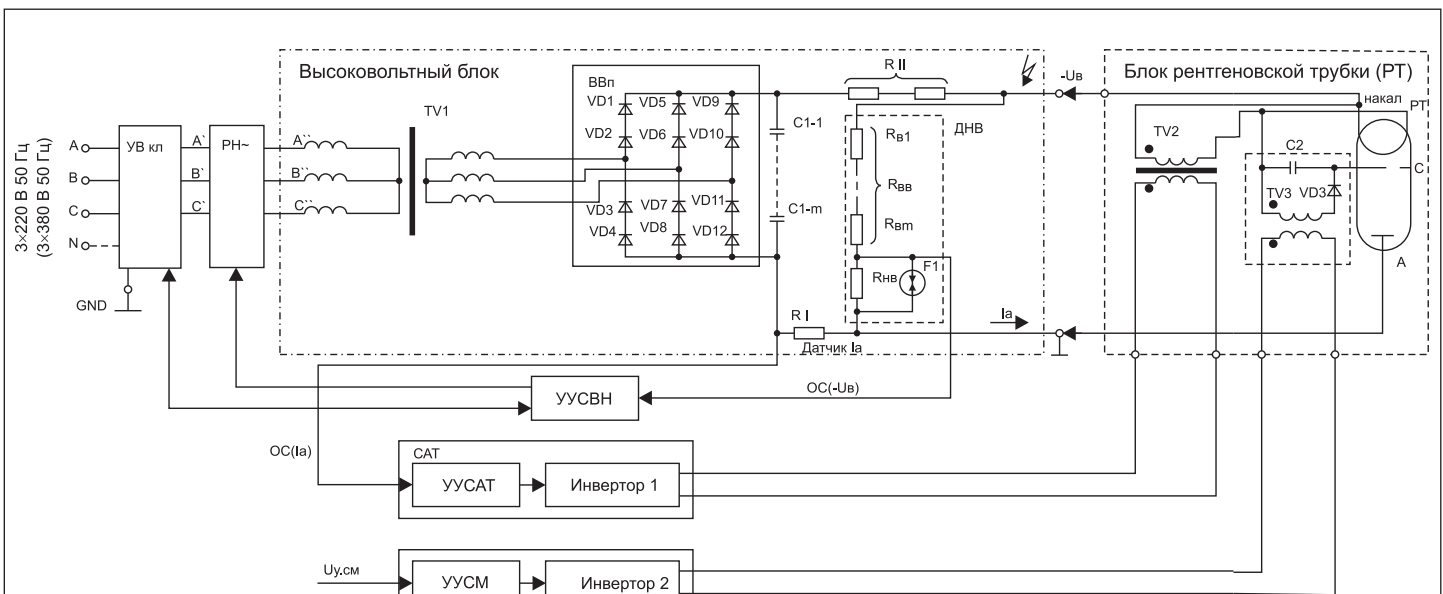 Высоковольтный блок
Блок рентгеновской трубки (РТ)
3×220 В 50 Гц
(3×380 В 50 Гц)
A
B
C
N
GND
УВ кл
A`
B`
C`
РН~
A``
B``
C``
TV1
ВВп
VD1
VD5
VD9
VD2
VD6
VD10
VD3
VD7
VD11
VD4
VD8
VD12
C1-1
C1-m
R II
ДНВ
Rв1
Rвв
Rвm
Rнв
F1
R I
Датчик Ia
Ia
-Uв
накал
РТ
TV2
C2
TV3
VD3
C
A
УУСВН
ОС(-Uв)
ОС(Ia)
САТ
УУСАТ
Инвертор 1
Uу.см
УУСМ
Инвертор 2